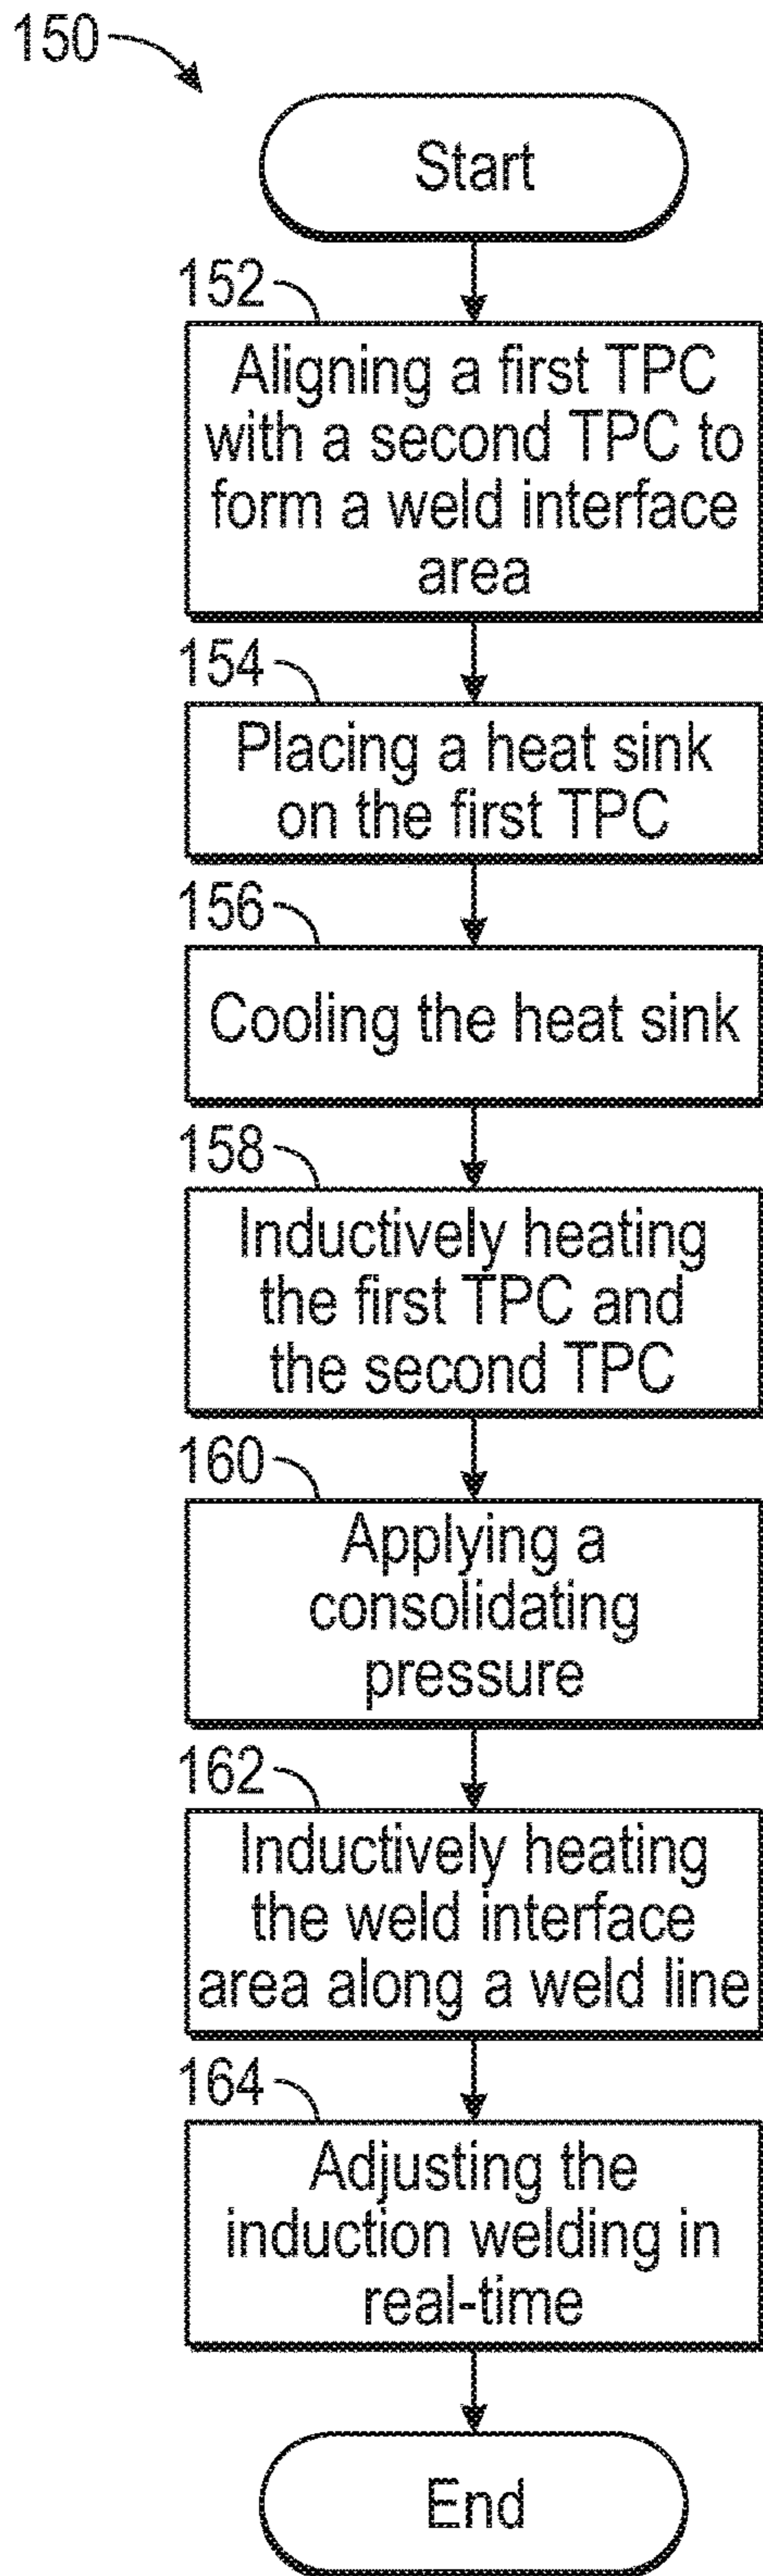 150
Start
152
Aligning a first TPC
with a second TPC to
form a weld interface
area
154
Placing a heat sink
on the first TPC
156
Cooling the heat sink
158
Inductively heating
the first TPC and
the second TPC
160
Applying a
consolidating
pressure
162
Inductively heating
the weld interface
area along a weld line
164
Adjusting the
induction welding in
real-time
End